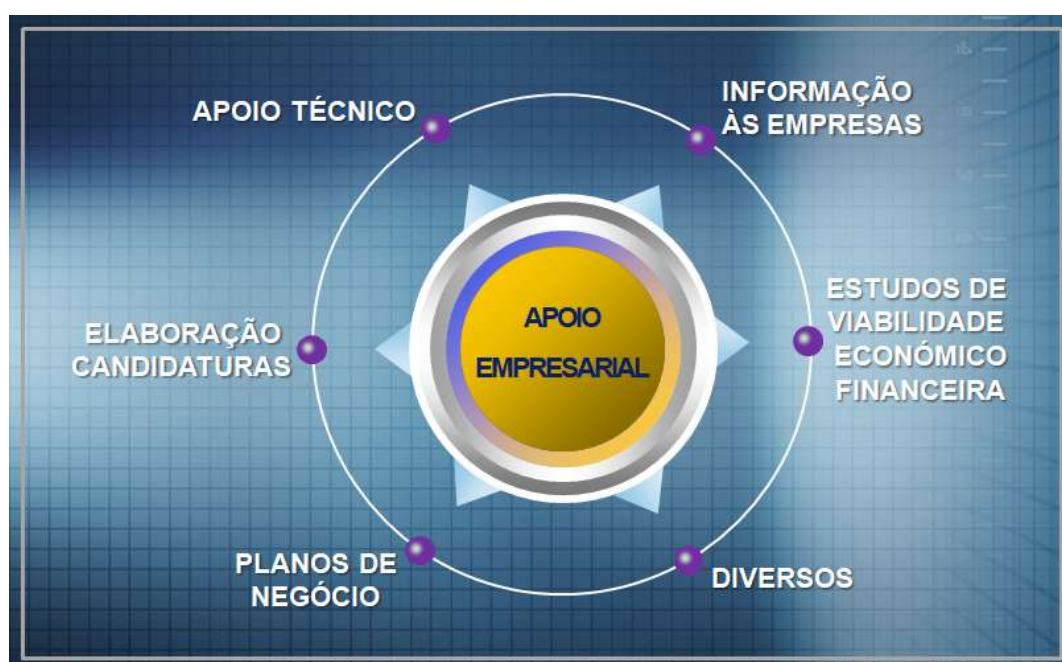 APOIO TÉCNICO
INFORMAÇÃO
ÀS EMPRESAS
ESTUDOS DE
VIABILIDADE
ECONÓMICO
FINANCEIRA
APOIO
EMPRESARIAL
ELABORAÇÃO
CANDIDATURAS
PLANOS DE
NEGÓCIO
DIVERSOS